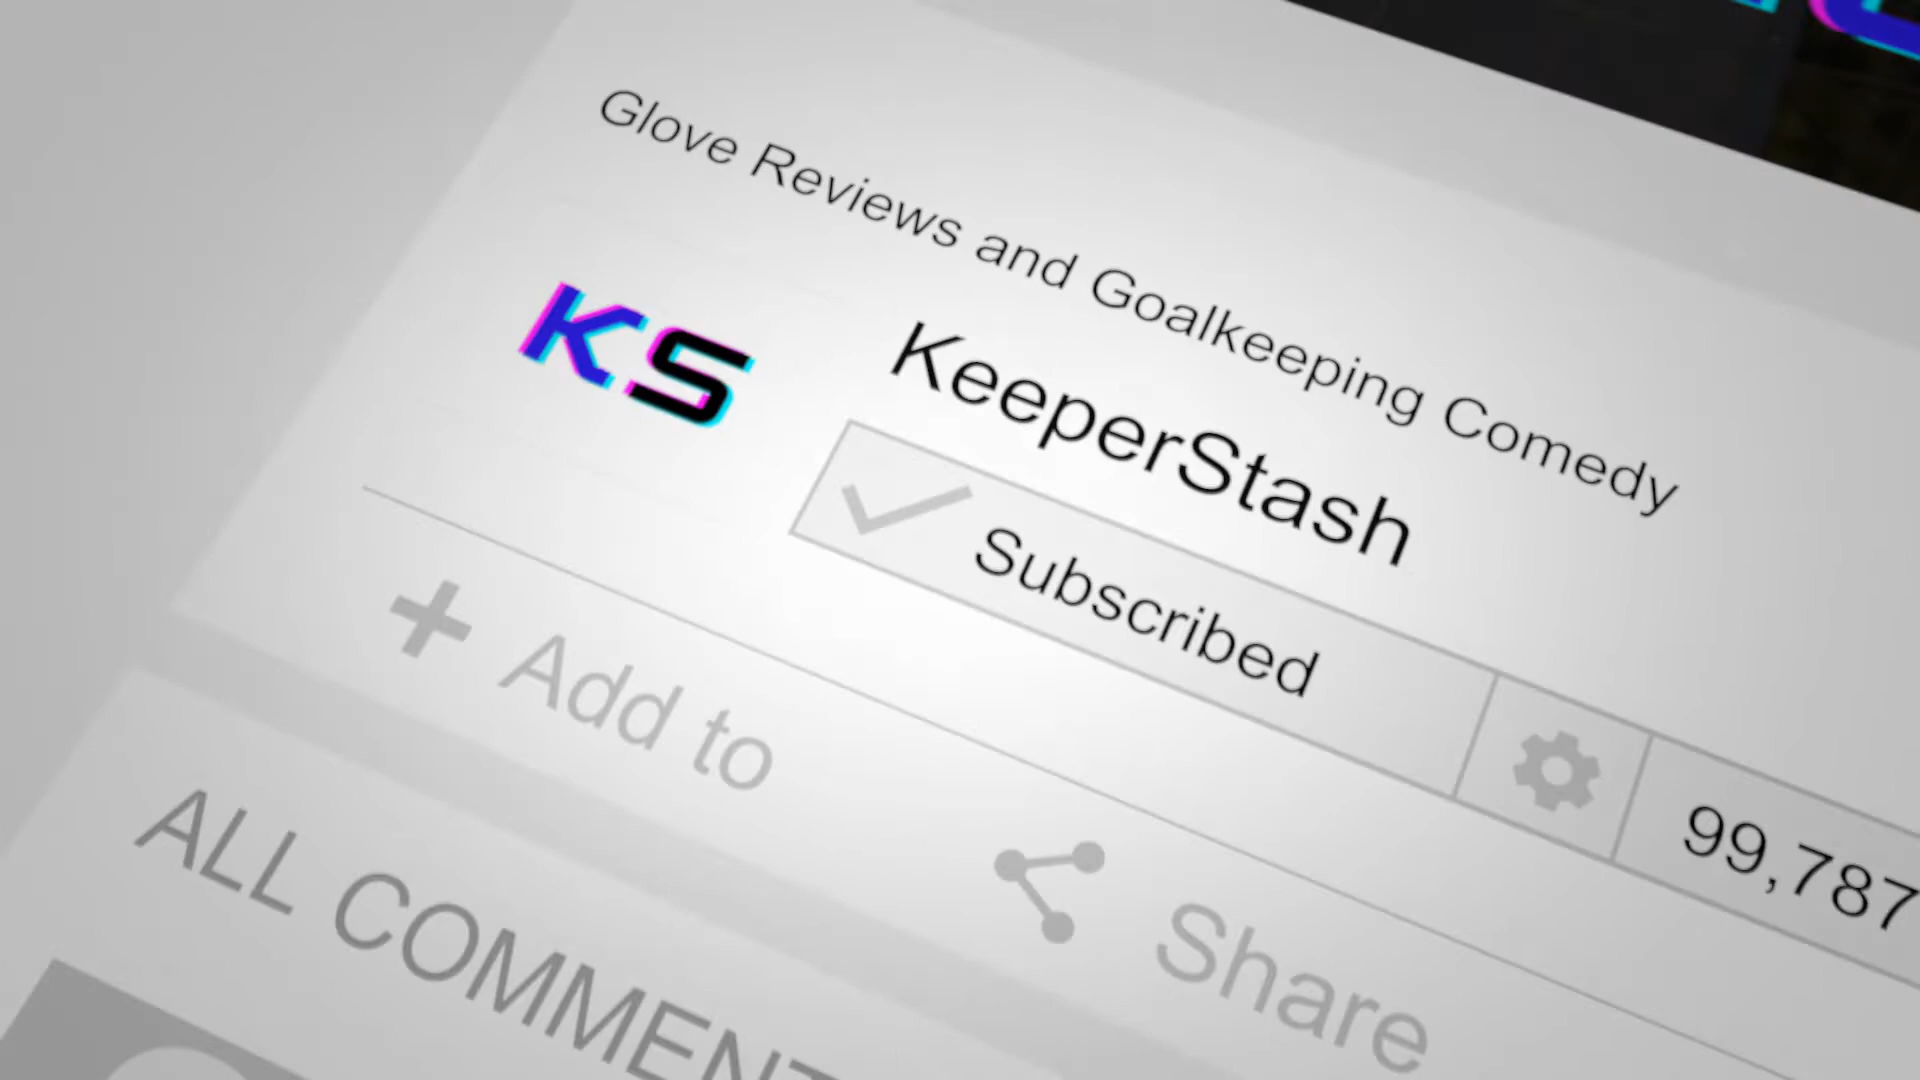 Glove Reviews and Goalkeeping Comedy
KS
KeeperStash
Subscribed
99,787
Add to
Share
ALL COMMENT